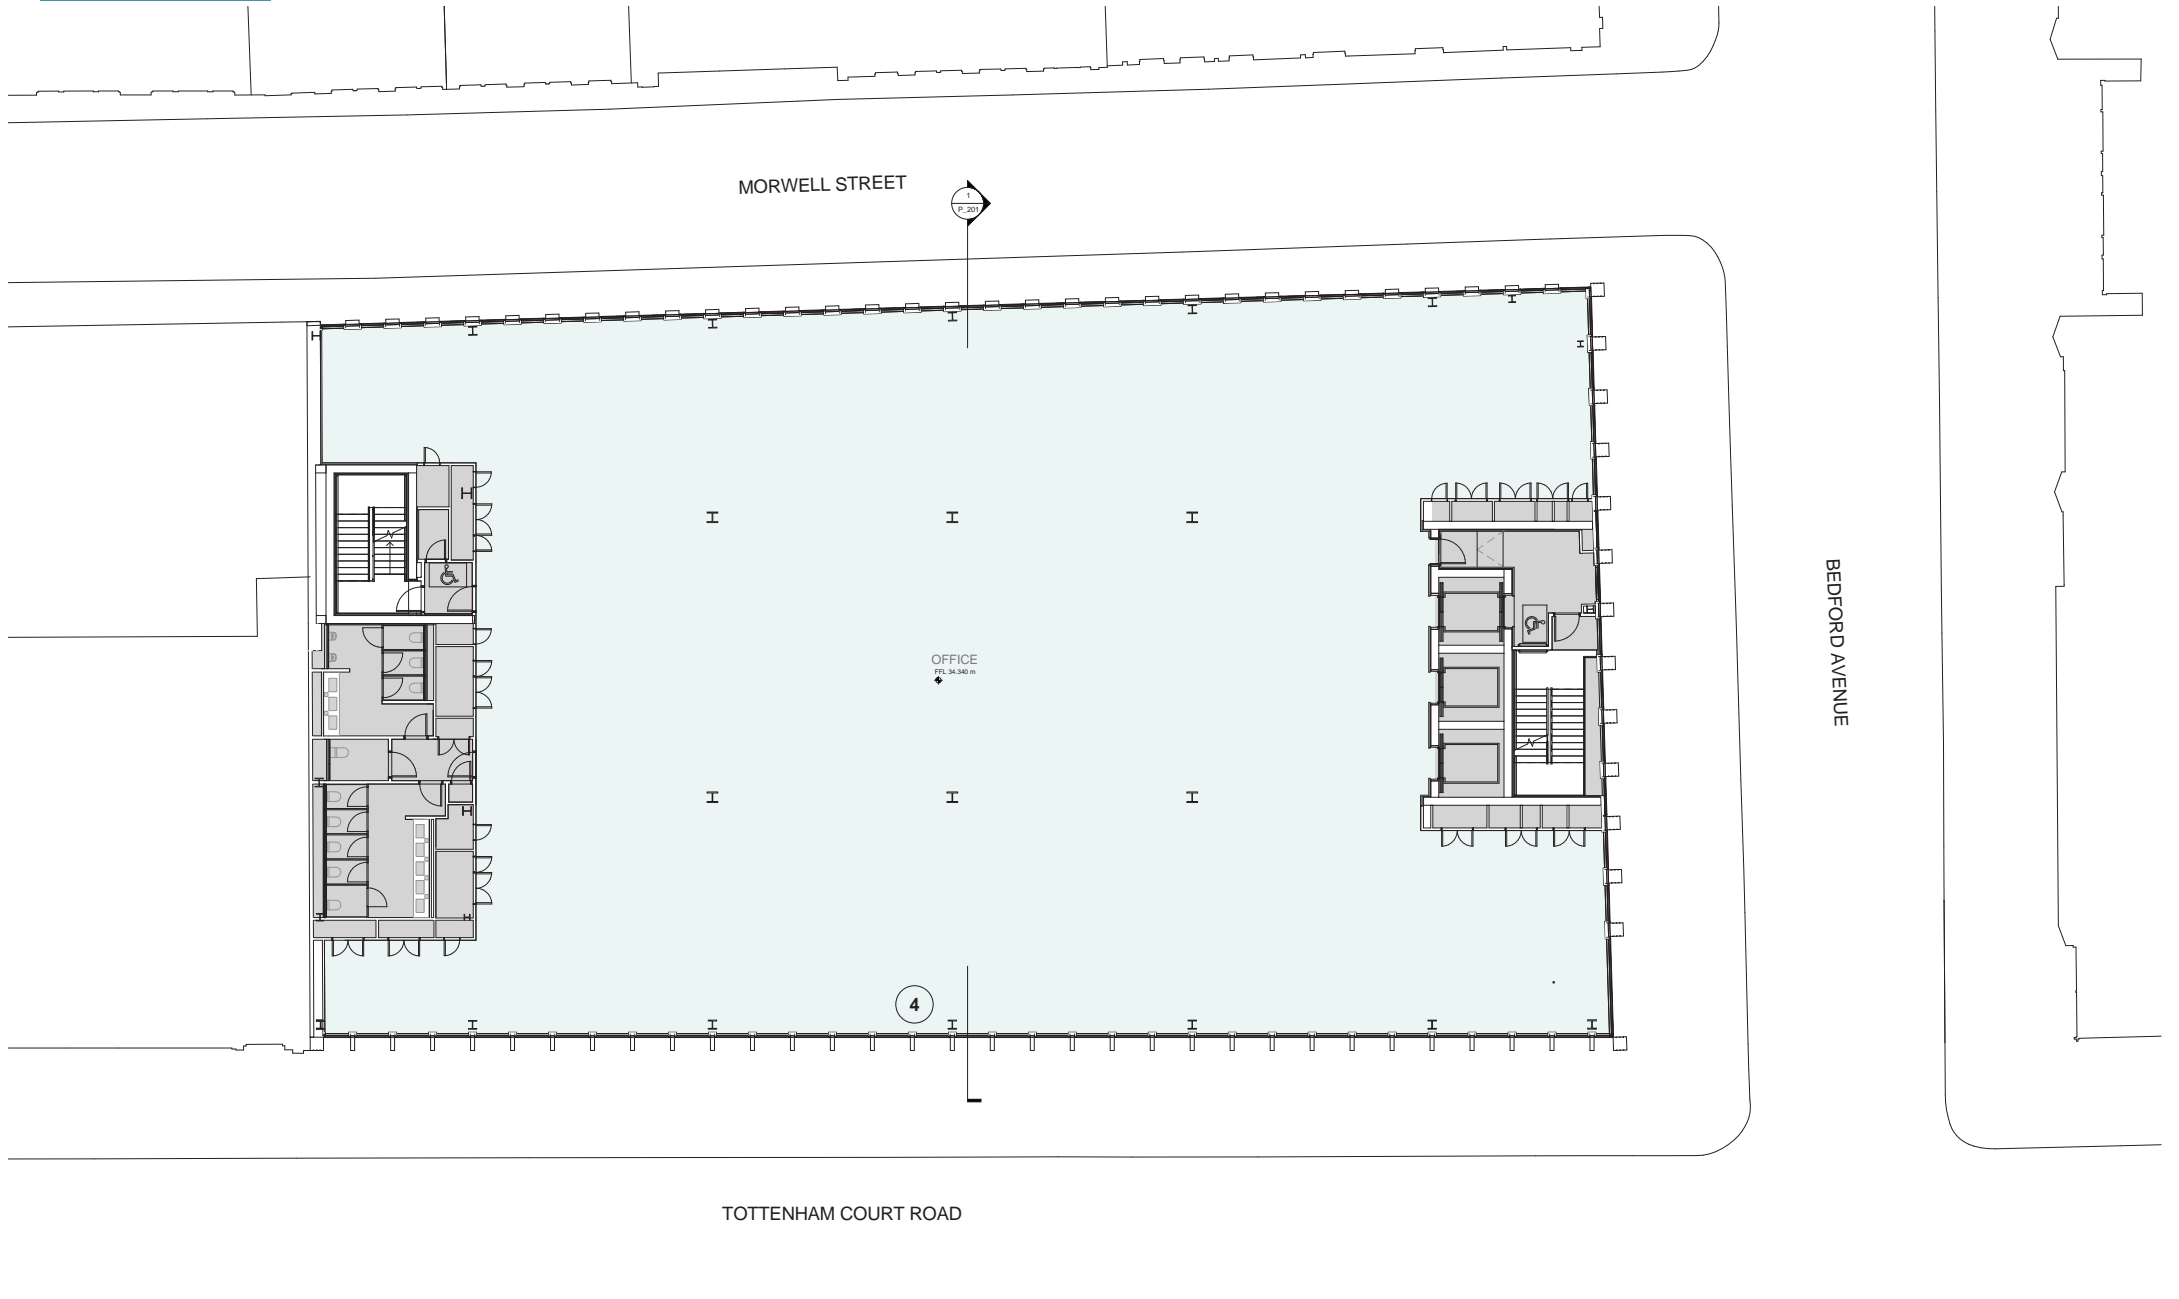 MORWELL STREET
1
P_201
BEDFORD AVENUE
OFFICE
FFL 34.340 m
4
TOTTENHAM COURT ROAD